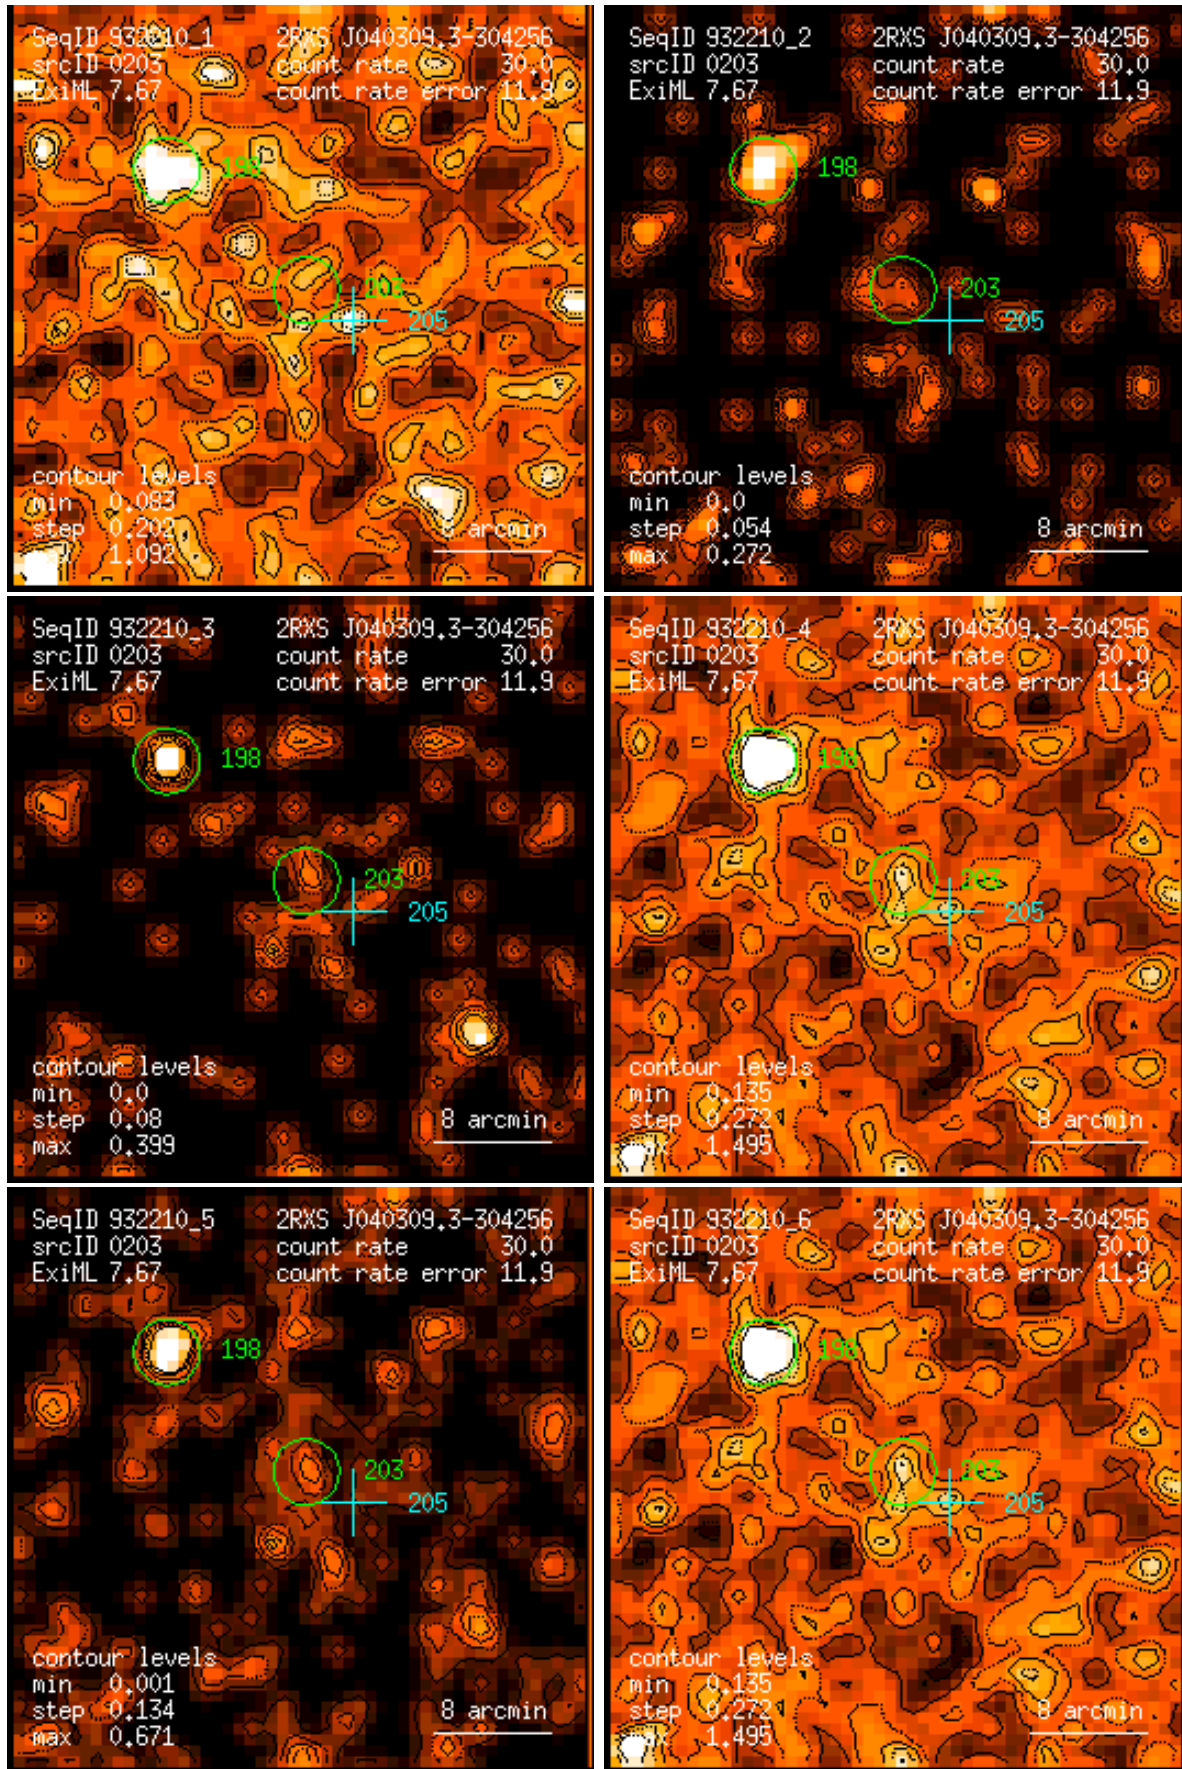 SeqID 932210_1 2RXS J040309.3-304256
srcID 0203 count rate 30.0
ExiML 7.67 count rate error 11.9
198
203
205
contour levels
min 0.083
step 0.202
1.092
8 arcmin
SeqID 932210_2 2RXS J040309.3-304256
srcID 0203 count rate 30.0
ExiML 7.67 count rate error 11.9
198
203
205
contour levels
min 0.0
step 0.054
max 0.272
8 arcmin
SeqID 932210_3 2RXS J040309.3-304256
srcID 0203 count rate 30.0
ExiML 7.67 count rate error 11.9
198
203
205
contour levels
min 0.0
step 0.08
max 0.399
8 arcmin
SeqID 932210_4 2RXS J040309.3-304256
srcID 0203 count rate 30.0
ExiML 7.67 count rate error 11.9
198
203
205
contour levels
min 0.135
step 0.272
max 1.495
8 arcmin
SeqID 932210_5 2RXS J040309.3-304256
srcID 0203 count rate 30.0
ExiML 7.67 count rate error 11.9
198
203
205
contour levels
min 0.001
step 0.134
max 0.671
8 arcmin
SeqID 932210_6 2RXS J040309.3-304256
srcID 0203 count rate 30.0
ExiML 7.67 count rate error 11.9
198
203
205
contour levels
min 0.135
step 0.272
max 1.495
8 arcmin